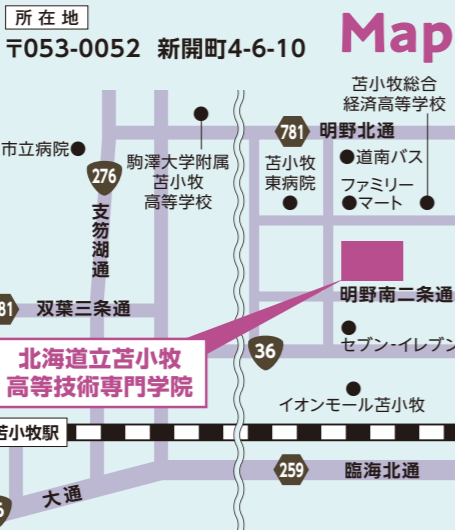 所在地
〒053-0052 新開町4-6-10
Map
苫小牧総合
経済高等学校
781 明野北通
市立病院
駒澤大学附属
苫小牧
高等学校
苫小牧
東病院
道南バス
ファミリー
マート
276
支笏湖通
81 双葉三条通
明野南二条通
北海道立苫小牧
高等技術専門学院
36
セブン-イレブン
イオンモール苫小牧
苫小牧駅
259 臨海北通
大通